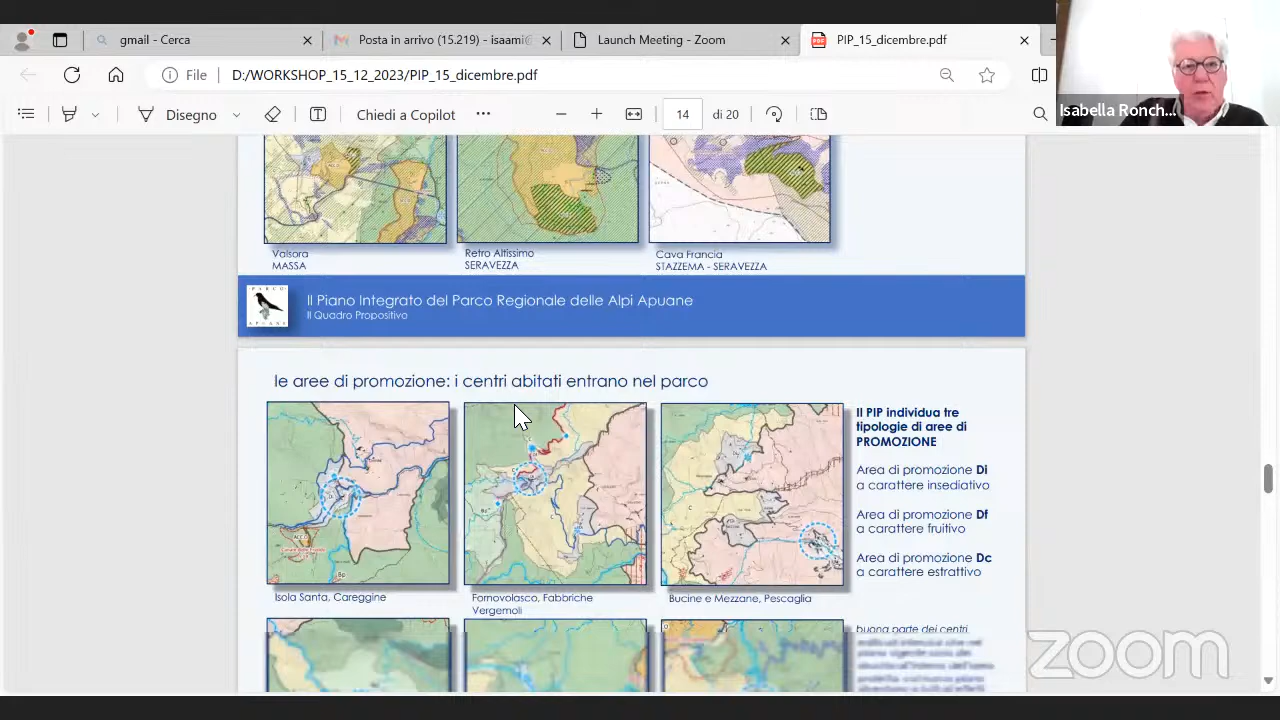 gmail - Cerca
Posta in arrivo (15,219) - isaami@
Launch Meeting - Zoom
PIP_15_dicembre.pdf
File
D:/WORKSHOP_15_12_2023/PIP_15_dicembre.pdf
Disegno
Chiedi a Copilot
14
di 20
Isabella Ronch...
Valsora
MASSA
Retro Altissimo
SERAVEZZA
Cava Francia
STAZZEMA - SERAVEZZA
PARCO
APUANE
Il Piano Integrato del Parco Regionale delle Alpi Apuane
Il Quadro Propositivo
le aree di promozione: i centri abitati entrano nel parco
Il PIP individua tre
tipologie di aree di
PROMOZIONE
Area di promozione Di
a carattere insediativo
Area di promozione Df
a carattere fruitivo
Area di promozione Dc
a carattere estrattivo
Isola Santa, Careggine
Fornovolasco, Fabbriche
Vergemoli
Bucine e Mezzane, Pescaglia
buona parte dei centri,
zoom